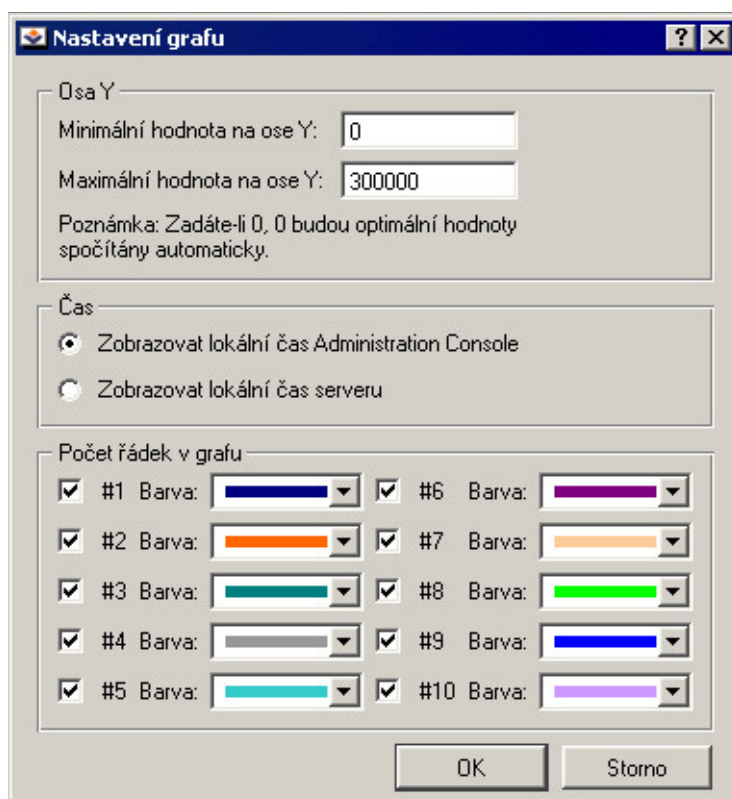 Nastavení grafu
Osa Y
Minimální hodnota na ose Y: 0
Maximální hodnota na ose Y: 300000
Poznámka: Zadáte-li 0, 0 budou optimální hodnoty
spočítány automaticky.
Čas
Zobrazovat lokální čas Administration Console
Zobrazovat lokální čas serveru
Počet řádek v grafu
#1 Barva: #6 Barva:
#2 Barva: #7 Barva:
#3 Barva: #8 Barva:
#4 Barva: #9 Barva:
#5 Barva: #10 Barva:
OK Storno